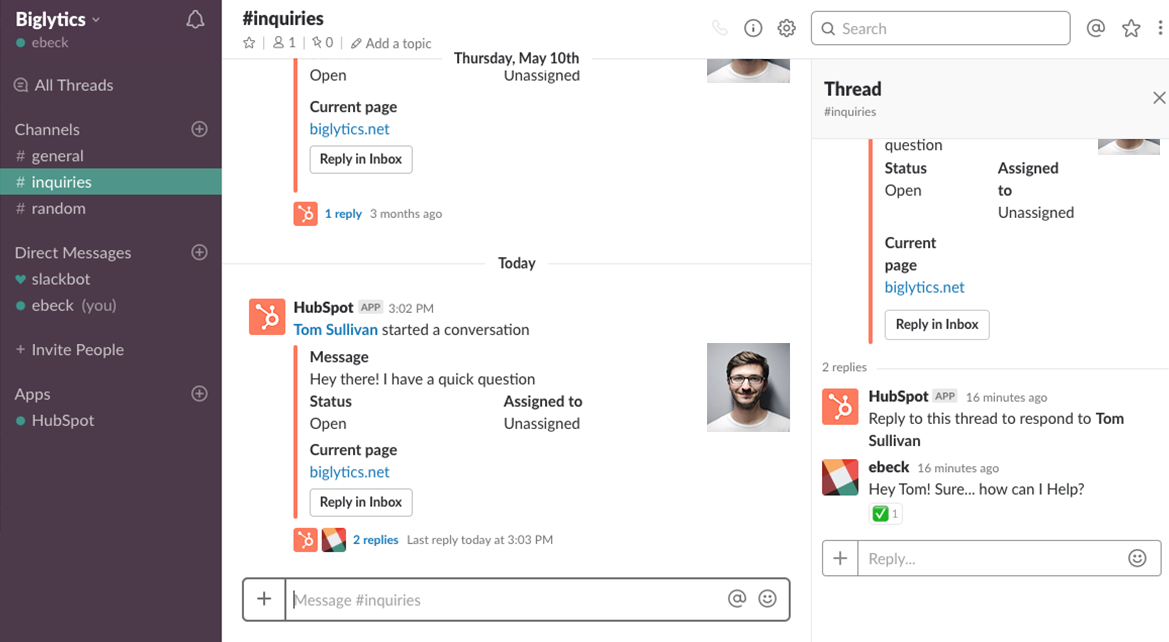 Biglytics
ebeck
All Threads
Channels
# general
# inquiries
# random
Direct Messages
slackbot
ebeck (you)
+ Invite People
Apps
HubSpot
#inquiries
1
0
Add a topic
Search
Thursday, May 10th
Open
Unassigned
Current page
biglytics.net
Reply in Inbox
1 reply 3 months ago
Today
HubSpot APP 3:02 PM
Tom Sullivan started a conversation
Message
Hey there! I have a quick question
Status
Assigned to
Open
Unassigned
Current page
biglytics.net
Reply in Inbox
2 replies Last reply today at 3:03 PM
+ Message #inquiries @
@
Thread
#inquiries
question
Status
Assigned
to
Open
Unassigned
Current
page
biglytics.net
Reply in Inbox
2 replies
HubSpot APP 16 minutes ago
Reply to this thread to respond to Tom
Sullivan
ebeck 16 minutes ago
Hey Tom! Sure... how can I Help?
1
+ Reply...